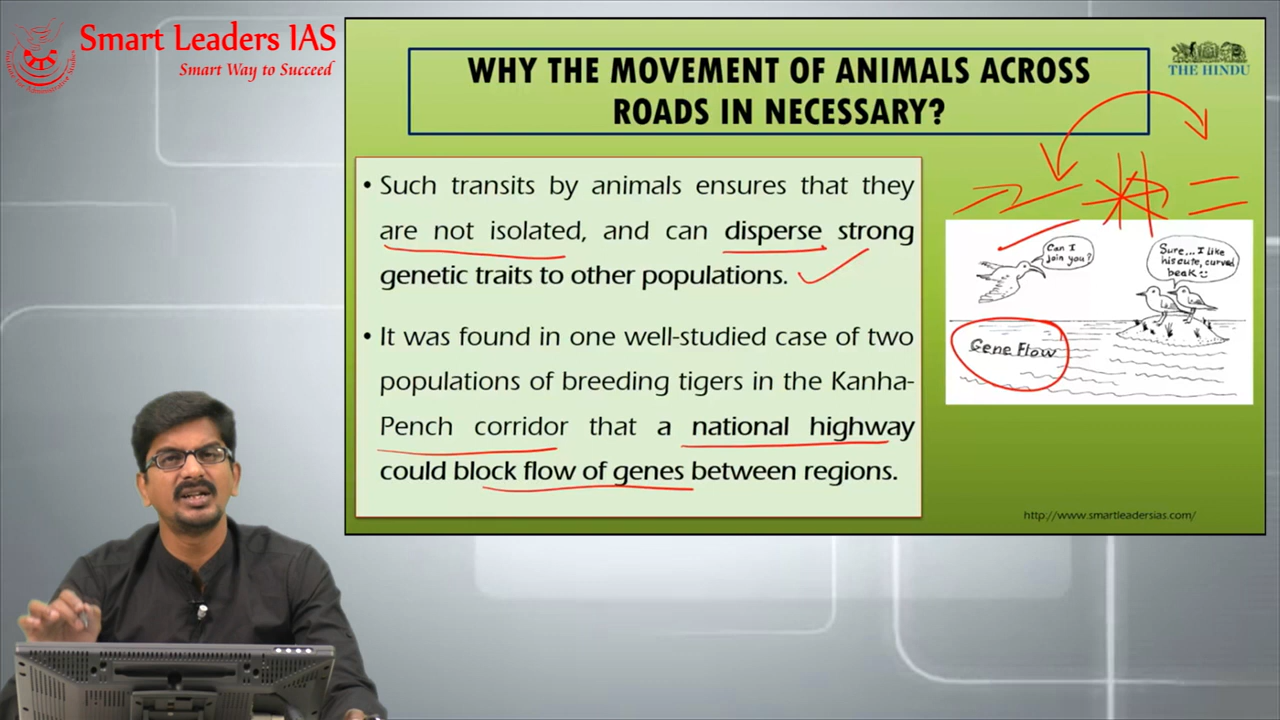 Smart Leaders IAS
Smart Way to Succeed
WHY THE MOVEMENT OF ANIMALS ACROSS
ROADS IN NECESSARY?
THE HINDU
• Such transits by animals ensures that they
are not isolated, and can disperse strong
genetic traits to other populations.
• It was found in one well-studied case of two
populations of breeding tigers in the Kanha-
Pench corridor that a national highway
could block flow of genes between regions.
Can I
join you?
Sure... I like
his cute, curved
beak
Gene Flow
http://www.smartleadersias.com/